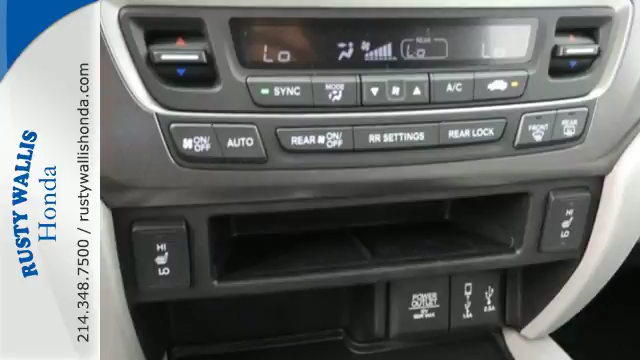 RUSTY WALLIS
Honda
214.348.7500 / rustywallishonda.com
Lo REAR Lo Lo
SYNC MODE A/C
ON/OFF AUTO REAR ON/OFF RR SETTINGS REAR LOCK FRONT REAR
HI HI
LO LO
POWER OUTLET